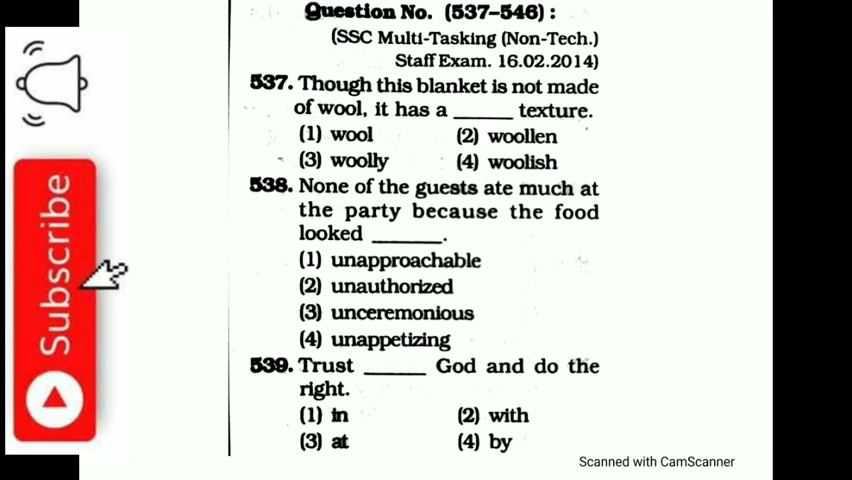 Subscribe
Question No. (537–546) :
(SSC Multi-Tasking (Non-Tech.)
Staff Exam. 16.02.2014)
537. Though this blanket is not made
of wool, it has a ______ texture.
(1) wool (2) woollen
(3) woolly (4) woolish
538. None of the guests ate much at
the party because the food
looked ______.
(1) unapproachable
(2) unauthorized
(3) unceremonious
(4) unappetizing
539. Trust ______ God and do the
right.
(1) in (2) with
(3) at (4) by
Scanned with CamScanner